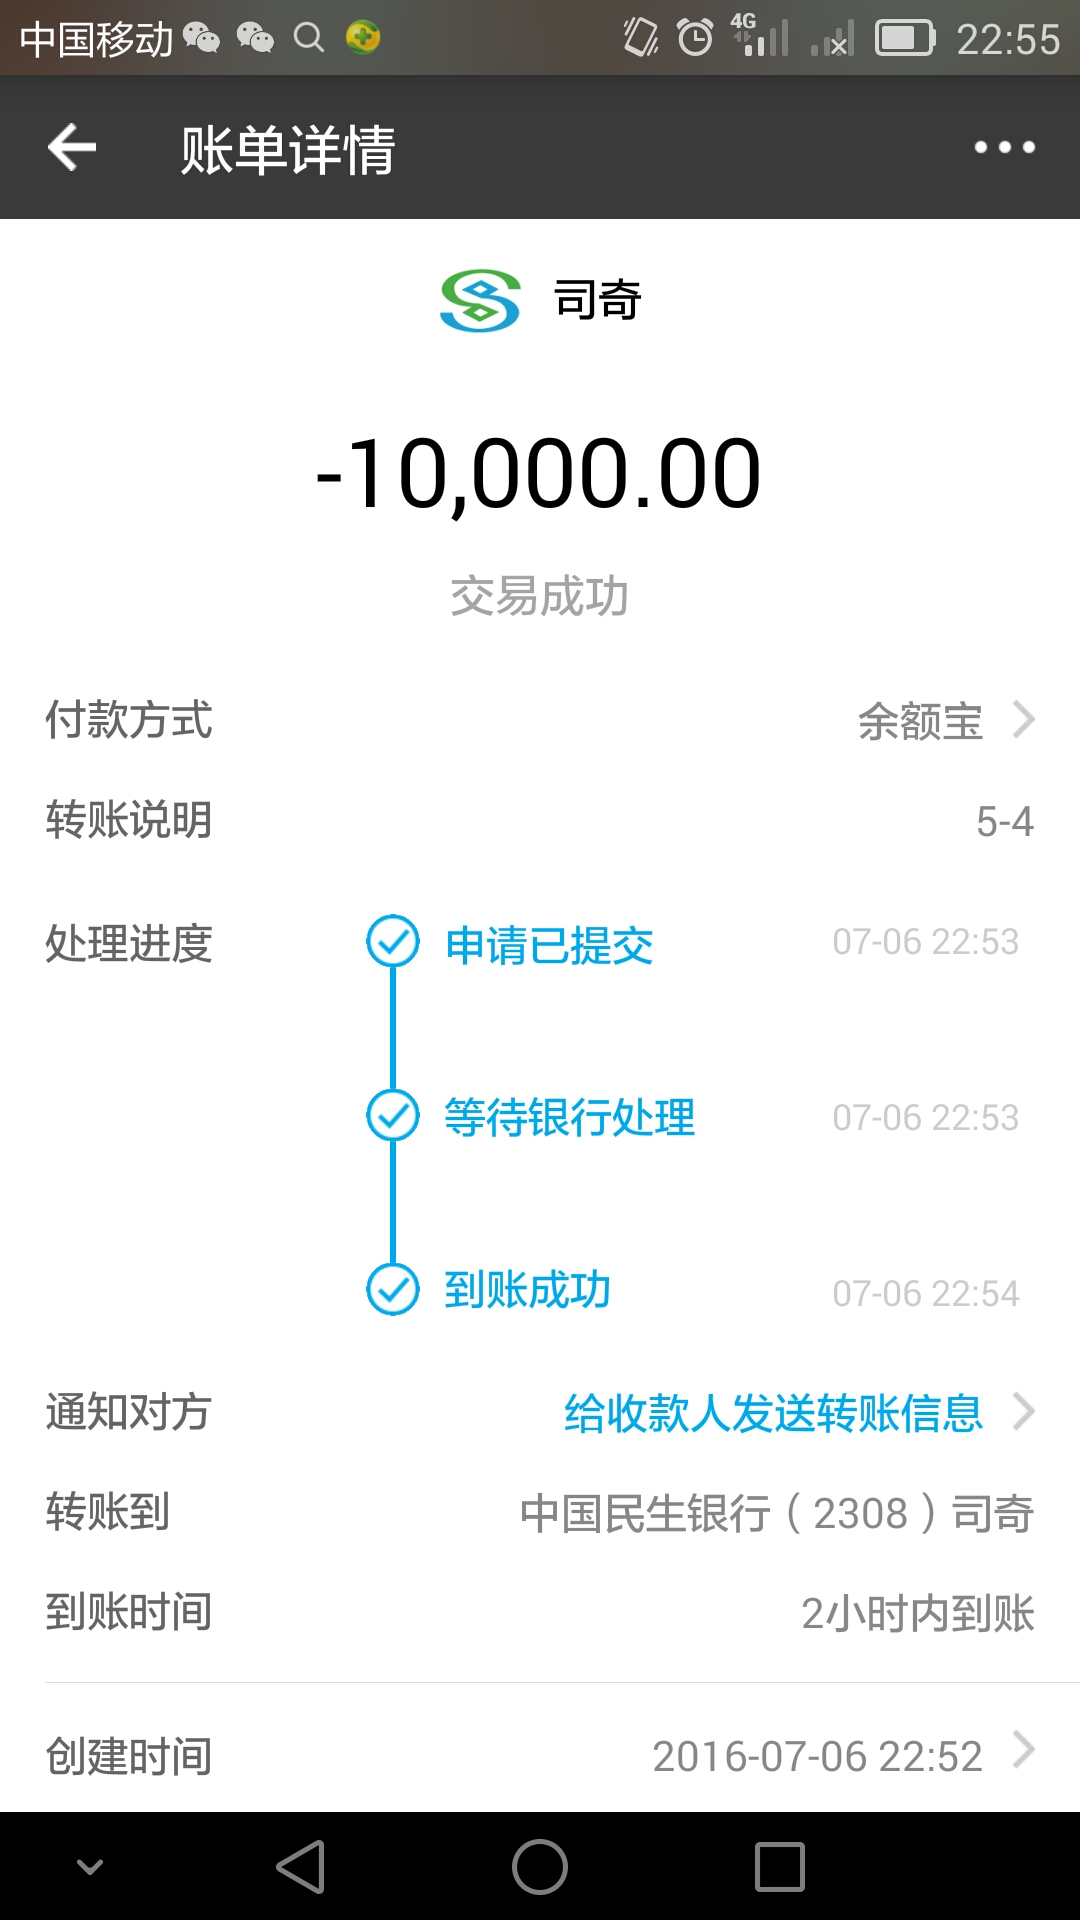 中国移动 4G 22:55
账单详情
司奇
-10,000.00
交易成功
付款方式 余额宝
转账说明 5-4
处理进度 申请已提交 07-06 22:53
等待银行处理 07-06 22:53
到账成功 07-06 22:54
通知对方 给收款人发送转账信息
转账到 中国民生银行（2308）司奇
到账时间 2小时内到账
创建时间 2016-07-06 22:52